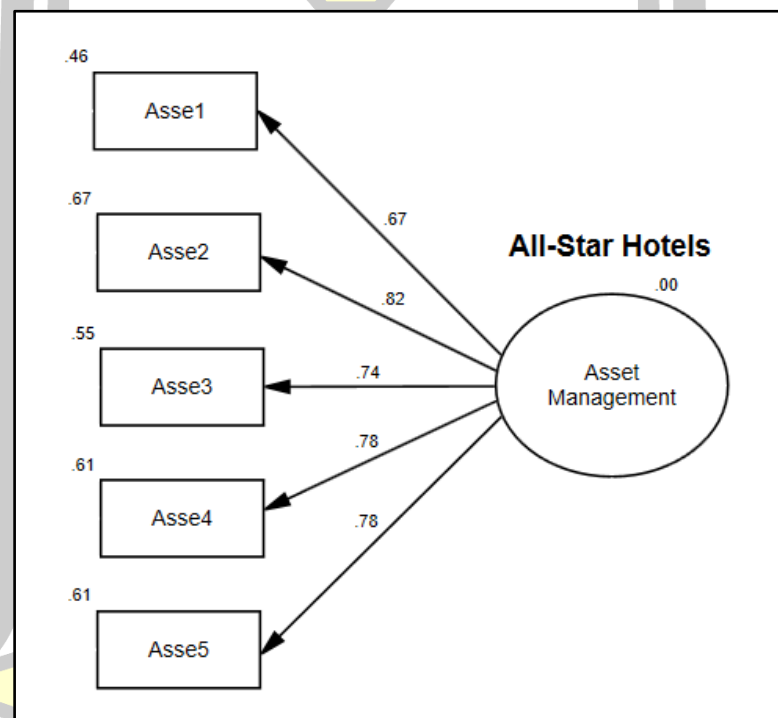 .46
Asse1
.67
.67
Asse2
.82
All-Star Hotels
.00
.55
Asse3
.74
Asset
Management
.61
Asse4
.78
.78
.61
Asse5